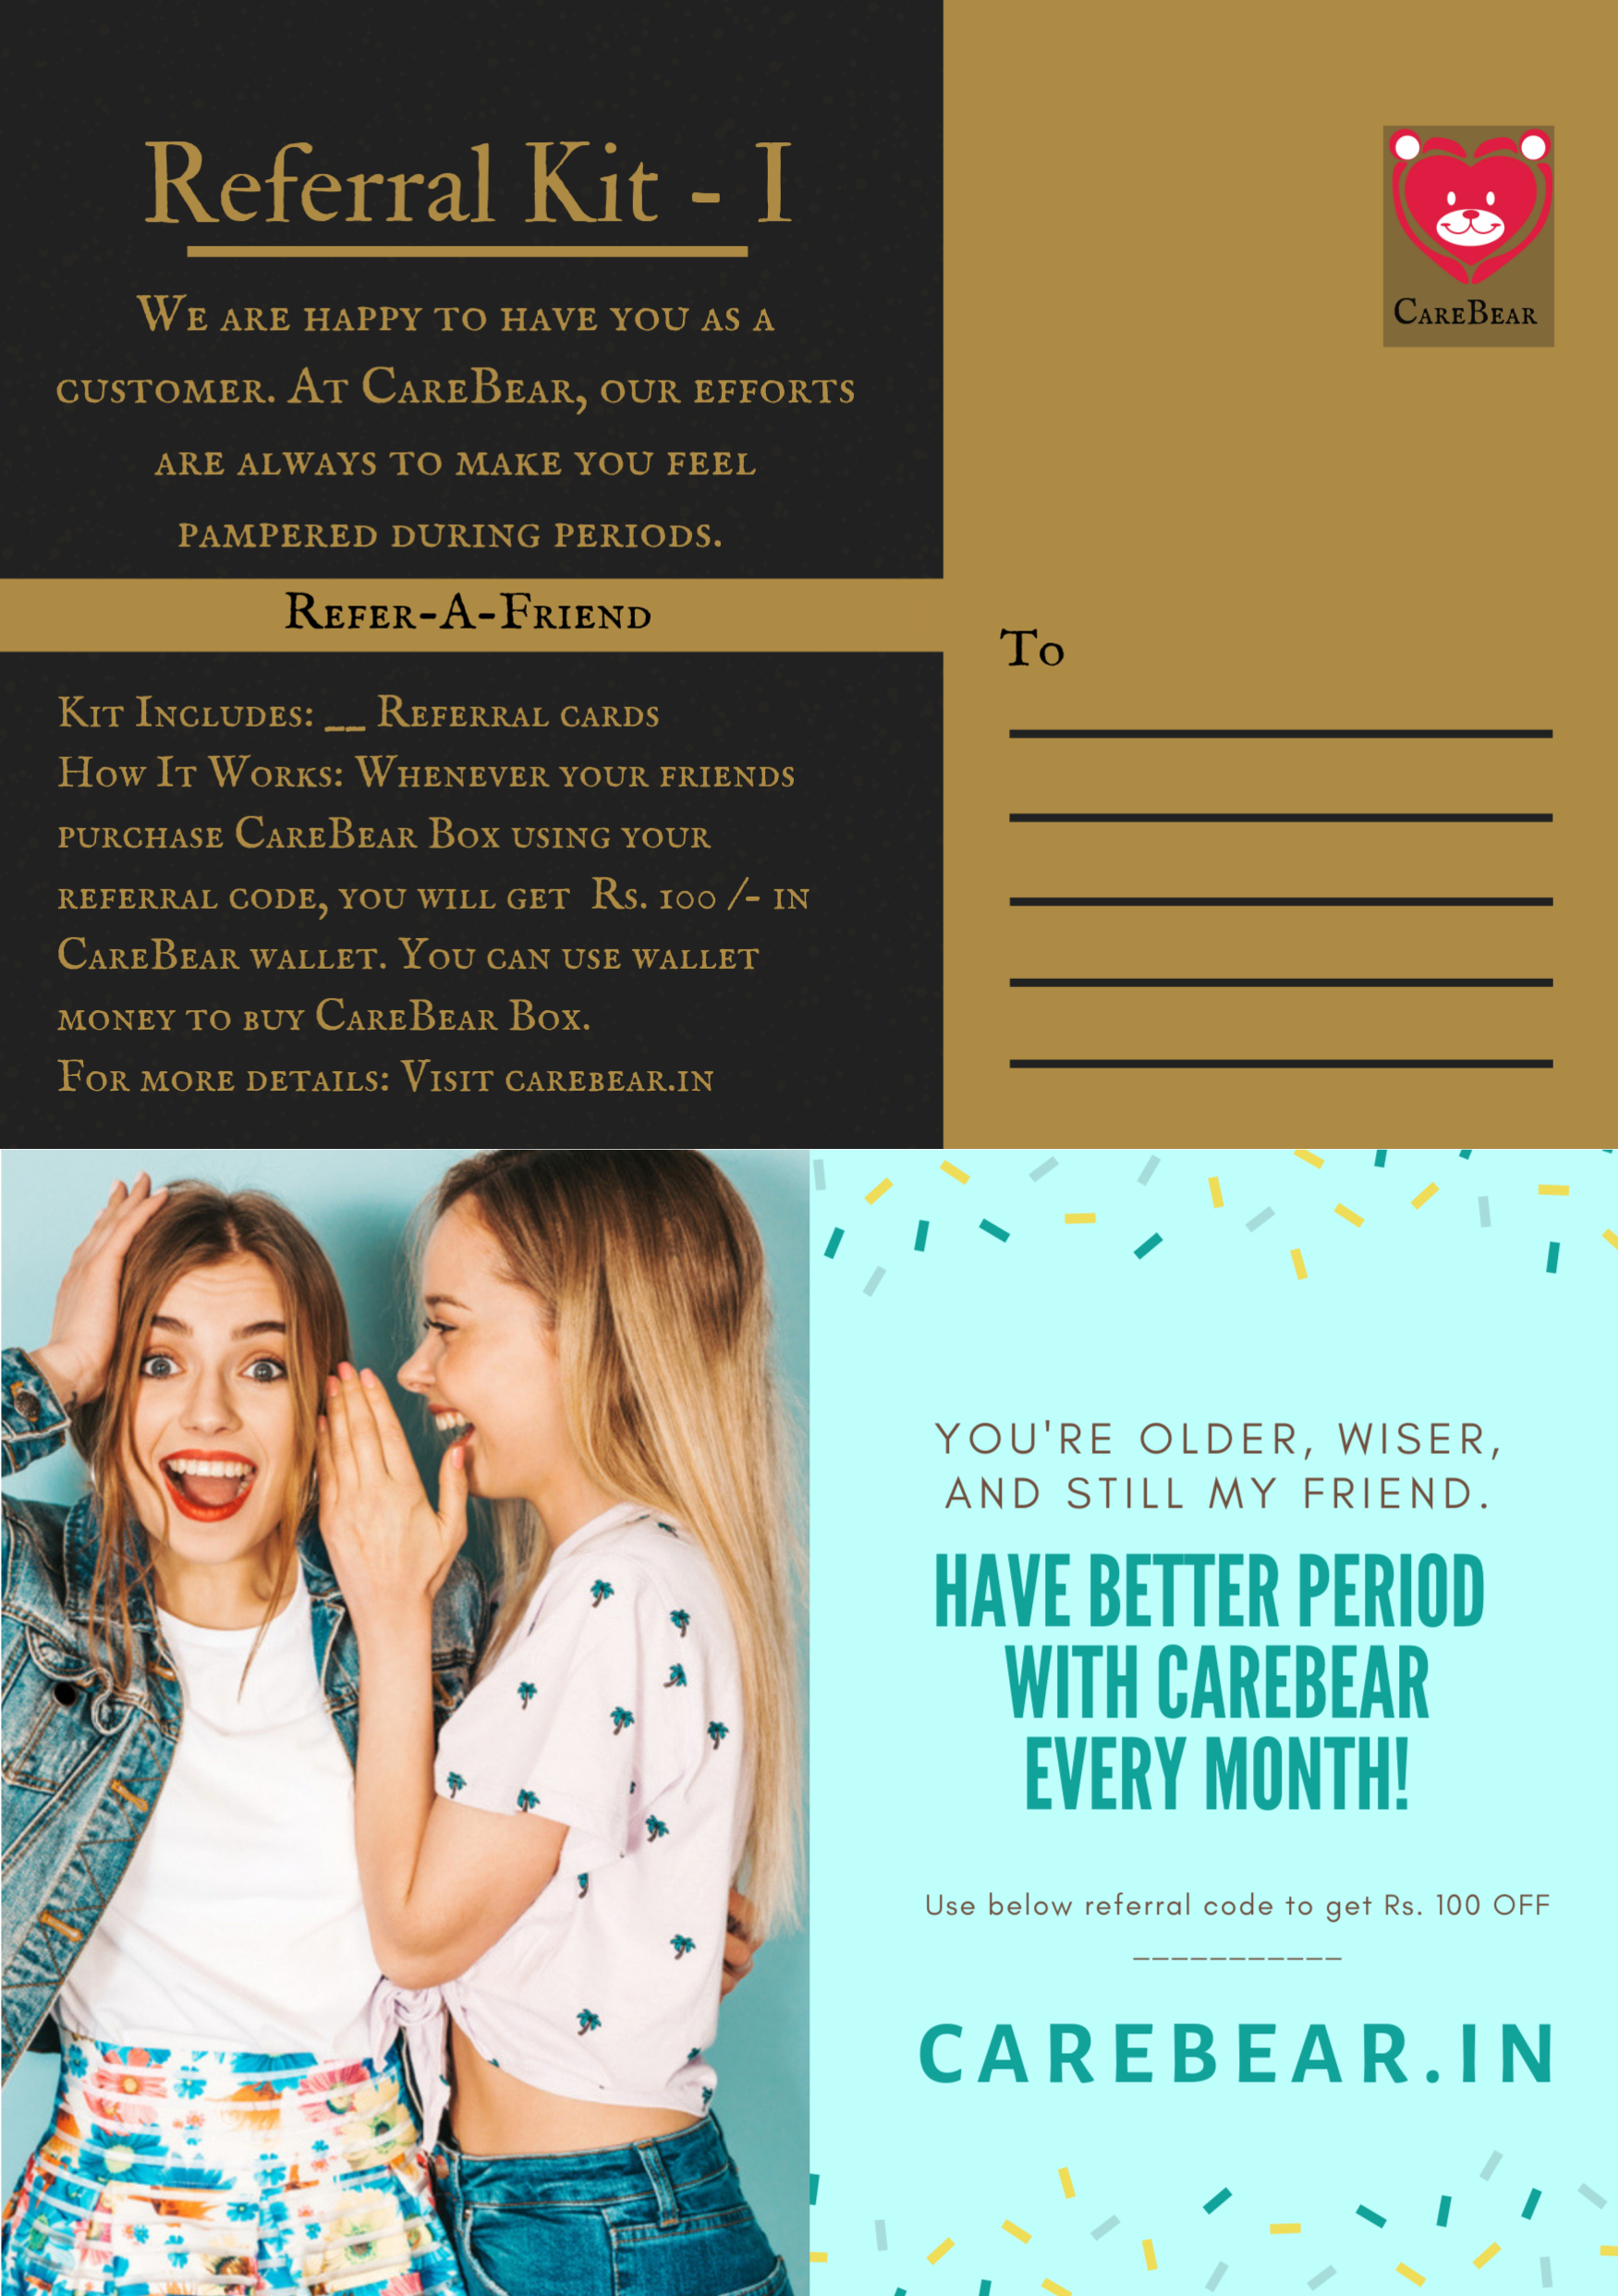 Referral Kit - I
We are happy to have you as a
customer. At CareBear, our efforts
are always to make you feel
pampered during periods.
Refer-A-Friend
Kit Includes: __ Referral cards
How It Works: Whenever your friends
purchase CareBear Box using your
referral code, you will get Rs. 100 /- in
CareBear wallet. You can use wallet
money to buy CareBear Box.
For more details: Visit carebear.in
CareBear
To
YOU'RE OLDER, WISER,
AND STILL MY FRIEND.
HAVE BETTER PERIOD
WITH CAREBEAR
EVERY MONTH!
Use below referral code to get Rs. 100 OFF
___________
CAREBEAR.IN